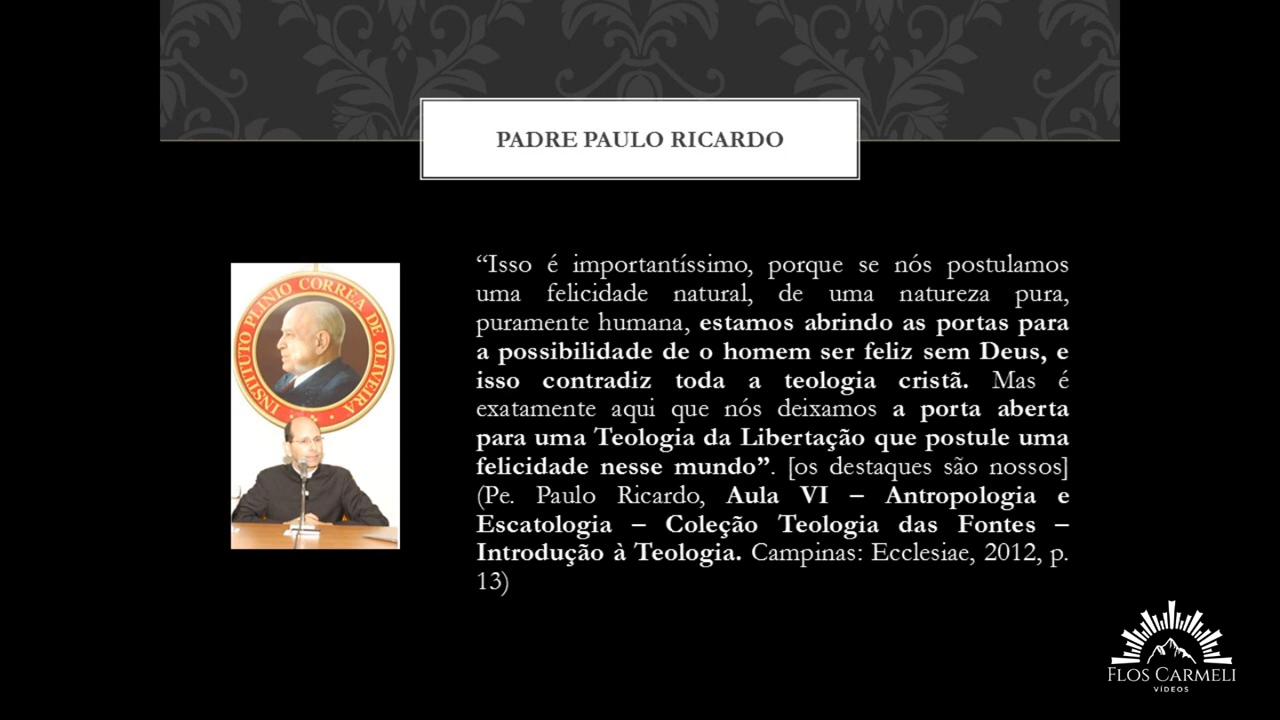 PADRE PAULO RICARDO
INSTITUTO PLINIO CORREA DE OLIVEIRA
“Isso é importantíssimo, porque se nós postulamos
uma felicidade natural, de uma natureza pura,
puramente humana, estamos abrindo as portas para
a possibilidade de o homem ser feliz sem Deus, e
isso contradiz toda a teologia cristã. Mas é
exatamente aqui que nós deixamos a porta aberta
para uma Teologia da Libertação que postule uma
felicidade nesse mundo”. [os destaques são nossos]
(Pe. Paulo Ricardo, Aula VI – Antropologia e
Escatologia – Coleção Teologia das Fontes –
Introdução à Teologia. Campinas: Ecclesiae, 2012, p.
13)
FLOS CARMELI
VÍDEOS